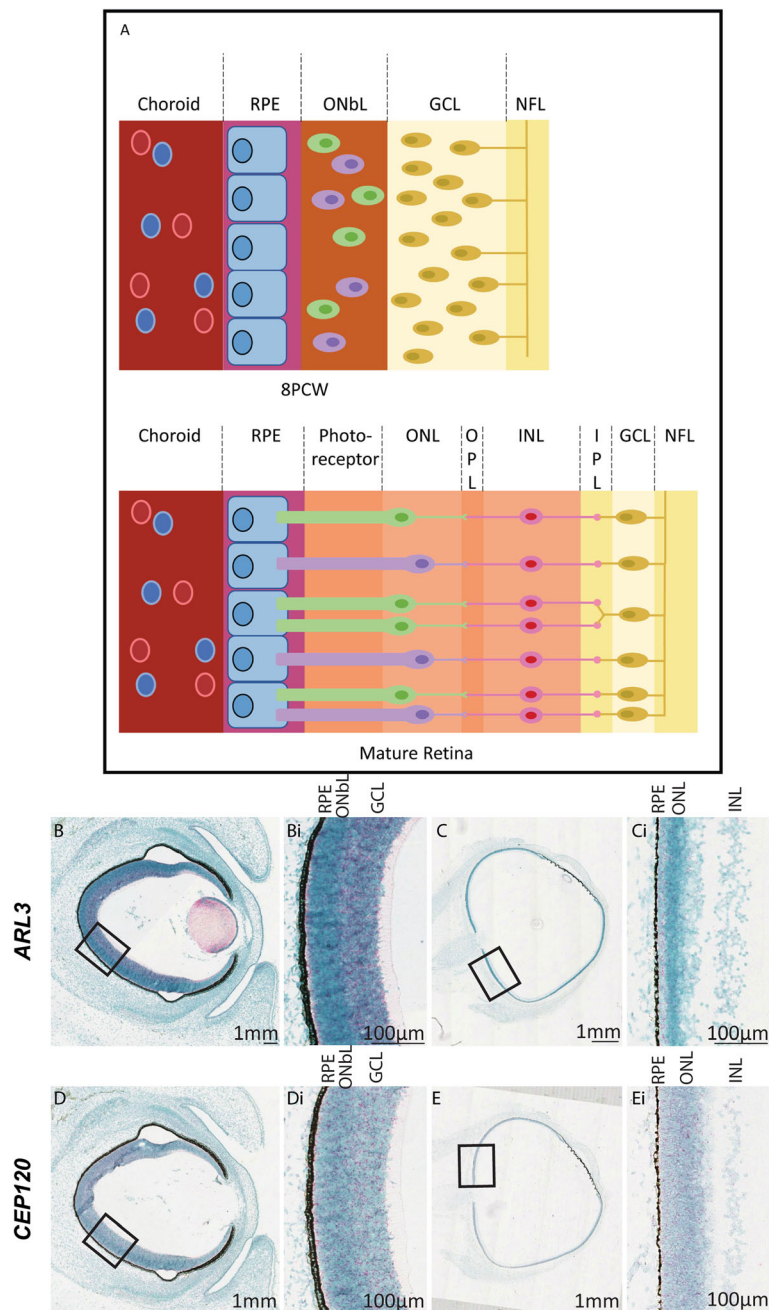 A
Choroid RPE ONbL GCL NFL
8PCW
Choroid RPE Photo-receptor ONL OPL INL IPL GCL NFL
Mature Retina
RPE ONbL GCL RPE ONL INL
ARL3
B Bi C Ci
1mm 100μm 1mm 100μm
RPE ONbL GCL RPE ONL INL
CEP120
D Di E Ei
1mm 100μm 1mm 100μm